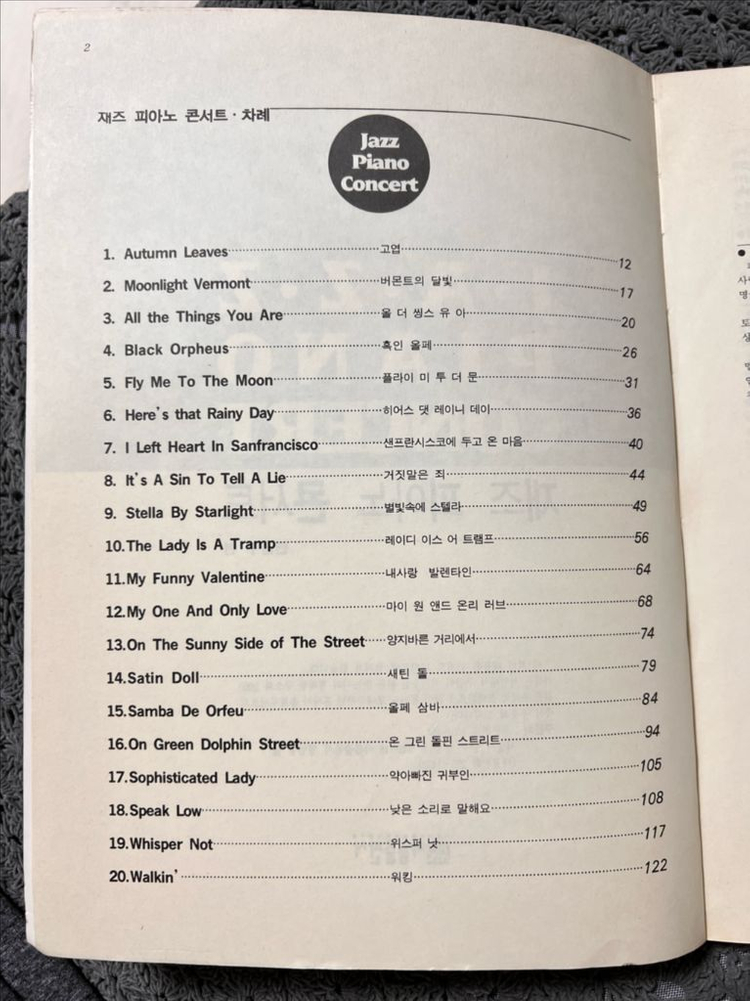 2
재즈 피아노 콘서트 · 차례
Jazz
Piano
Concert
1. Autumn Leaves 고엽 12
2. Moonlight Vermont 버몬트의 달빛 17
3. All the Things You Are 올 더 씽스 유 아 20
4. Black Orpheus 흑인 올페 26
5. Fly Me To The Moon 플라이 미 투 더 문 31
6. Here's that Rainy Day 히어스 댓 레이니 데이 36
7. I Left Heart In Sanfrancisco 샌프란시스코에 두고 온 마음 40
8. It's A Sin To Tell A Lie 거짓말은 죄 44
9. Stella By Starlight 별빛속에 스텔라 49
10.The Lady Is A Tramp 레이디 이스 어 트램프 56
11.My Funny Valentine 내사랑 발렌타인 64
12.My One And Only Love 마이 원 앤드 온리 러브 68
13.On The Sunny Side of The Street 양지바른 거리에서 74
14.Satin Doll 새틴 돌 79
15.Samba De Orfeu 올페 삼바 84
16.On Green Dolphin Street 온 그린 돌핀 스트리트 94
17.Sophisticated Lady 약아빠진 귀부인 105
18.Speak Low 낮은 소리로 말해요 108
19.Whisper Not 위스퍼 낫 117
20.Walkin' 워킹 122